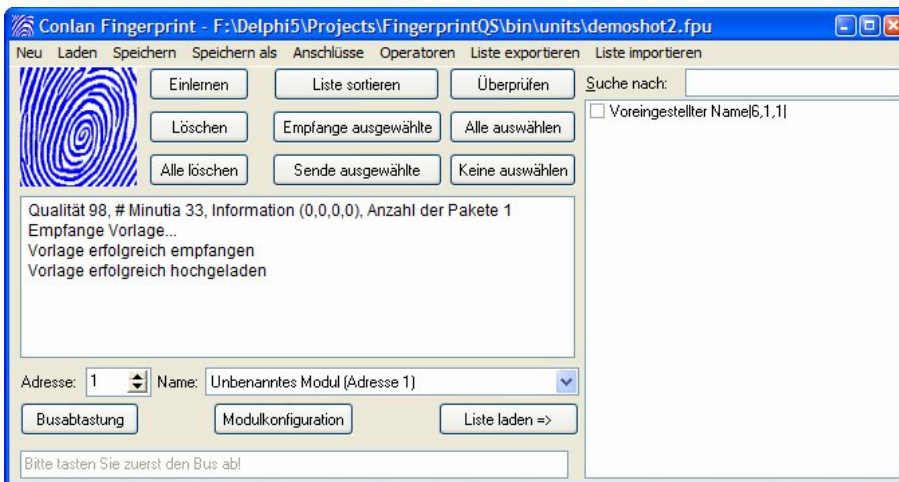 Conlan Fingerprint - F:\Delphi5\Projects\FingerprintQS\bin\units\demoshot2.fpu
Neu Laden Speichern Speichern als Anschlüsse Operatoren Liste exportieren Liste importieren
Einlernen Liste sortieren Überprüfen Suche nach:
Voreingestellter Name|6,1,1|
Löschen Empfange ausgewählte Alle auswählen
Alle löschen Sende ausgewählte Keine auswählen
Qualität 98, # Minutia 33, Information (0,0,0,0), Anzahl der Pakete 1
Empfange Vorlage...
Vorlage erfolgreich empfangen
Vorlage erfolgreich hochgeladen
Adresse: 1 Name: Unbenanntes Modul (Adresse 1)
Busabtastung Modulkonfiguration Liste laden =>
Bitte tasten Sie zuerst den Bus ab!